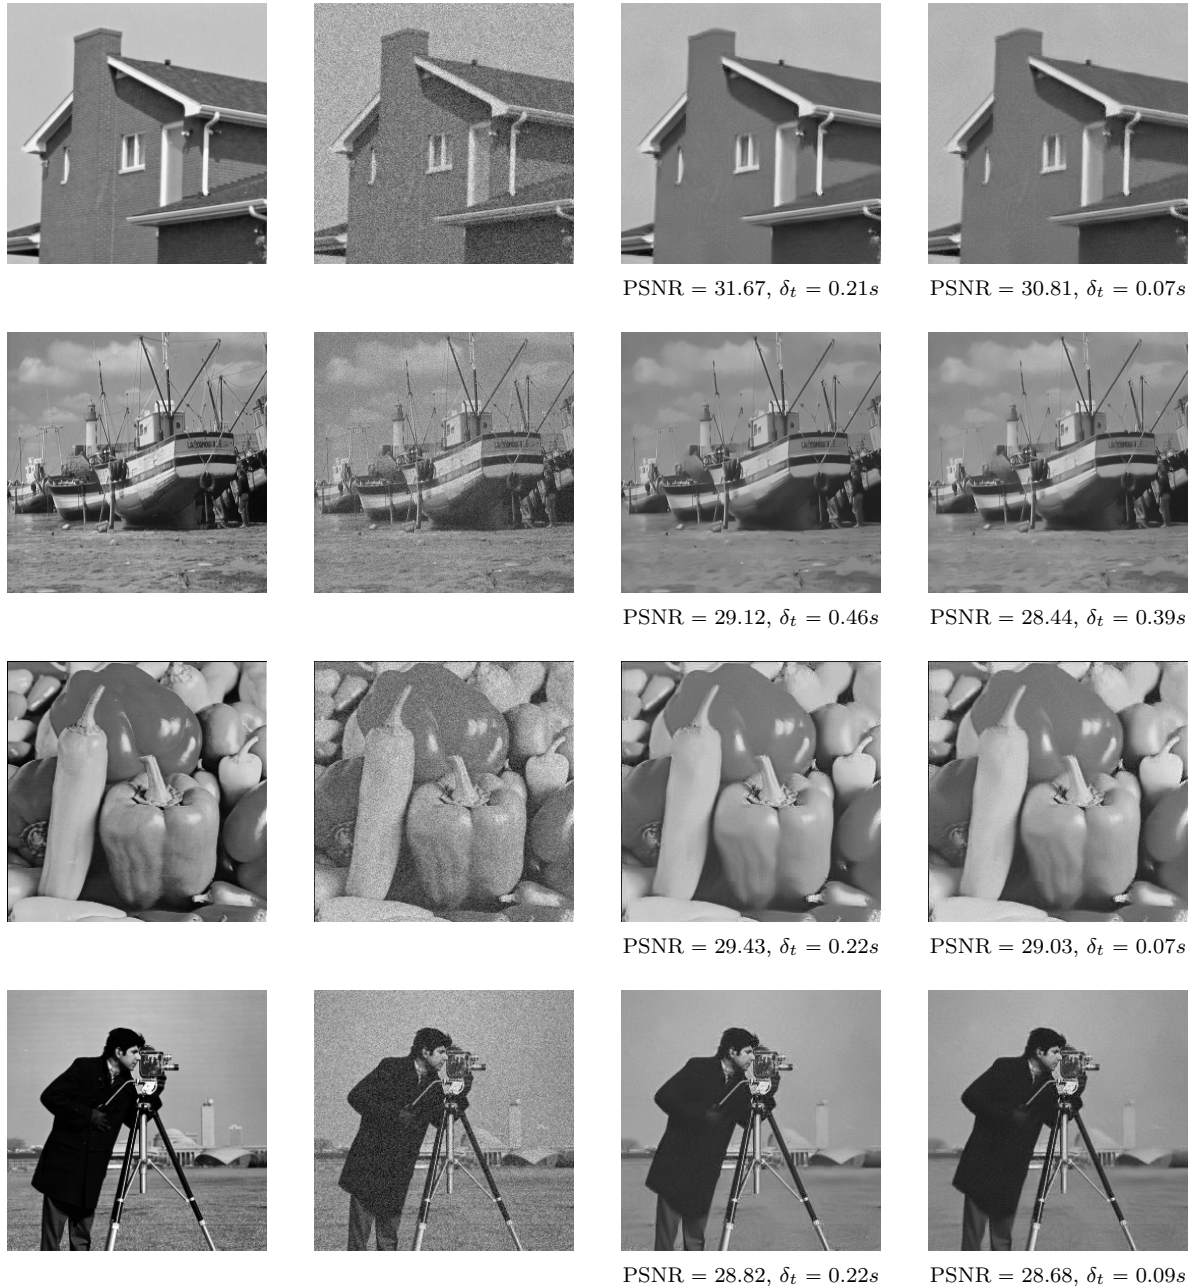 PSNR = 31.67, δt = 0.21s
PSNR = 30.81, δt = 0.07s
PSNR = 29.12, δt = 0.46s
PSNR = 28.44, δt = 0.39s
PSNR = 29.43, δt = 0.22s
PSNR = 29.03, δt = 0.07s
PSNR = 28.82, δt = 0.22s
PSNR = 28.68, δt = 0.09s